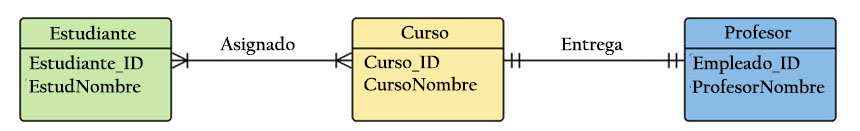 Estudiante
Estudiante_ID
EstudNombre
Asignado
Curso
Curso_ID
CursoNombre
Entrega
Profesor
Empleado_ID
ProfesorNombre